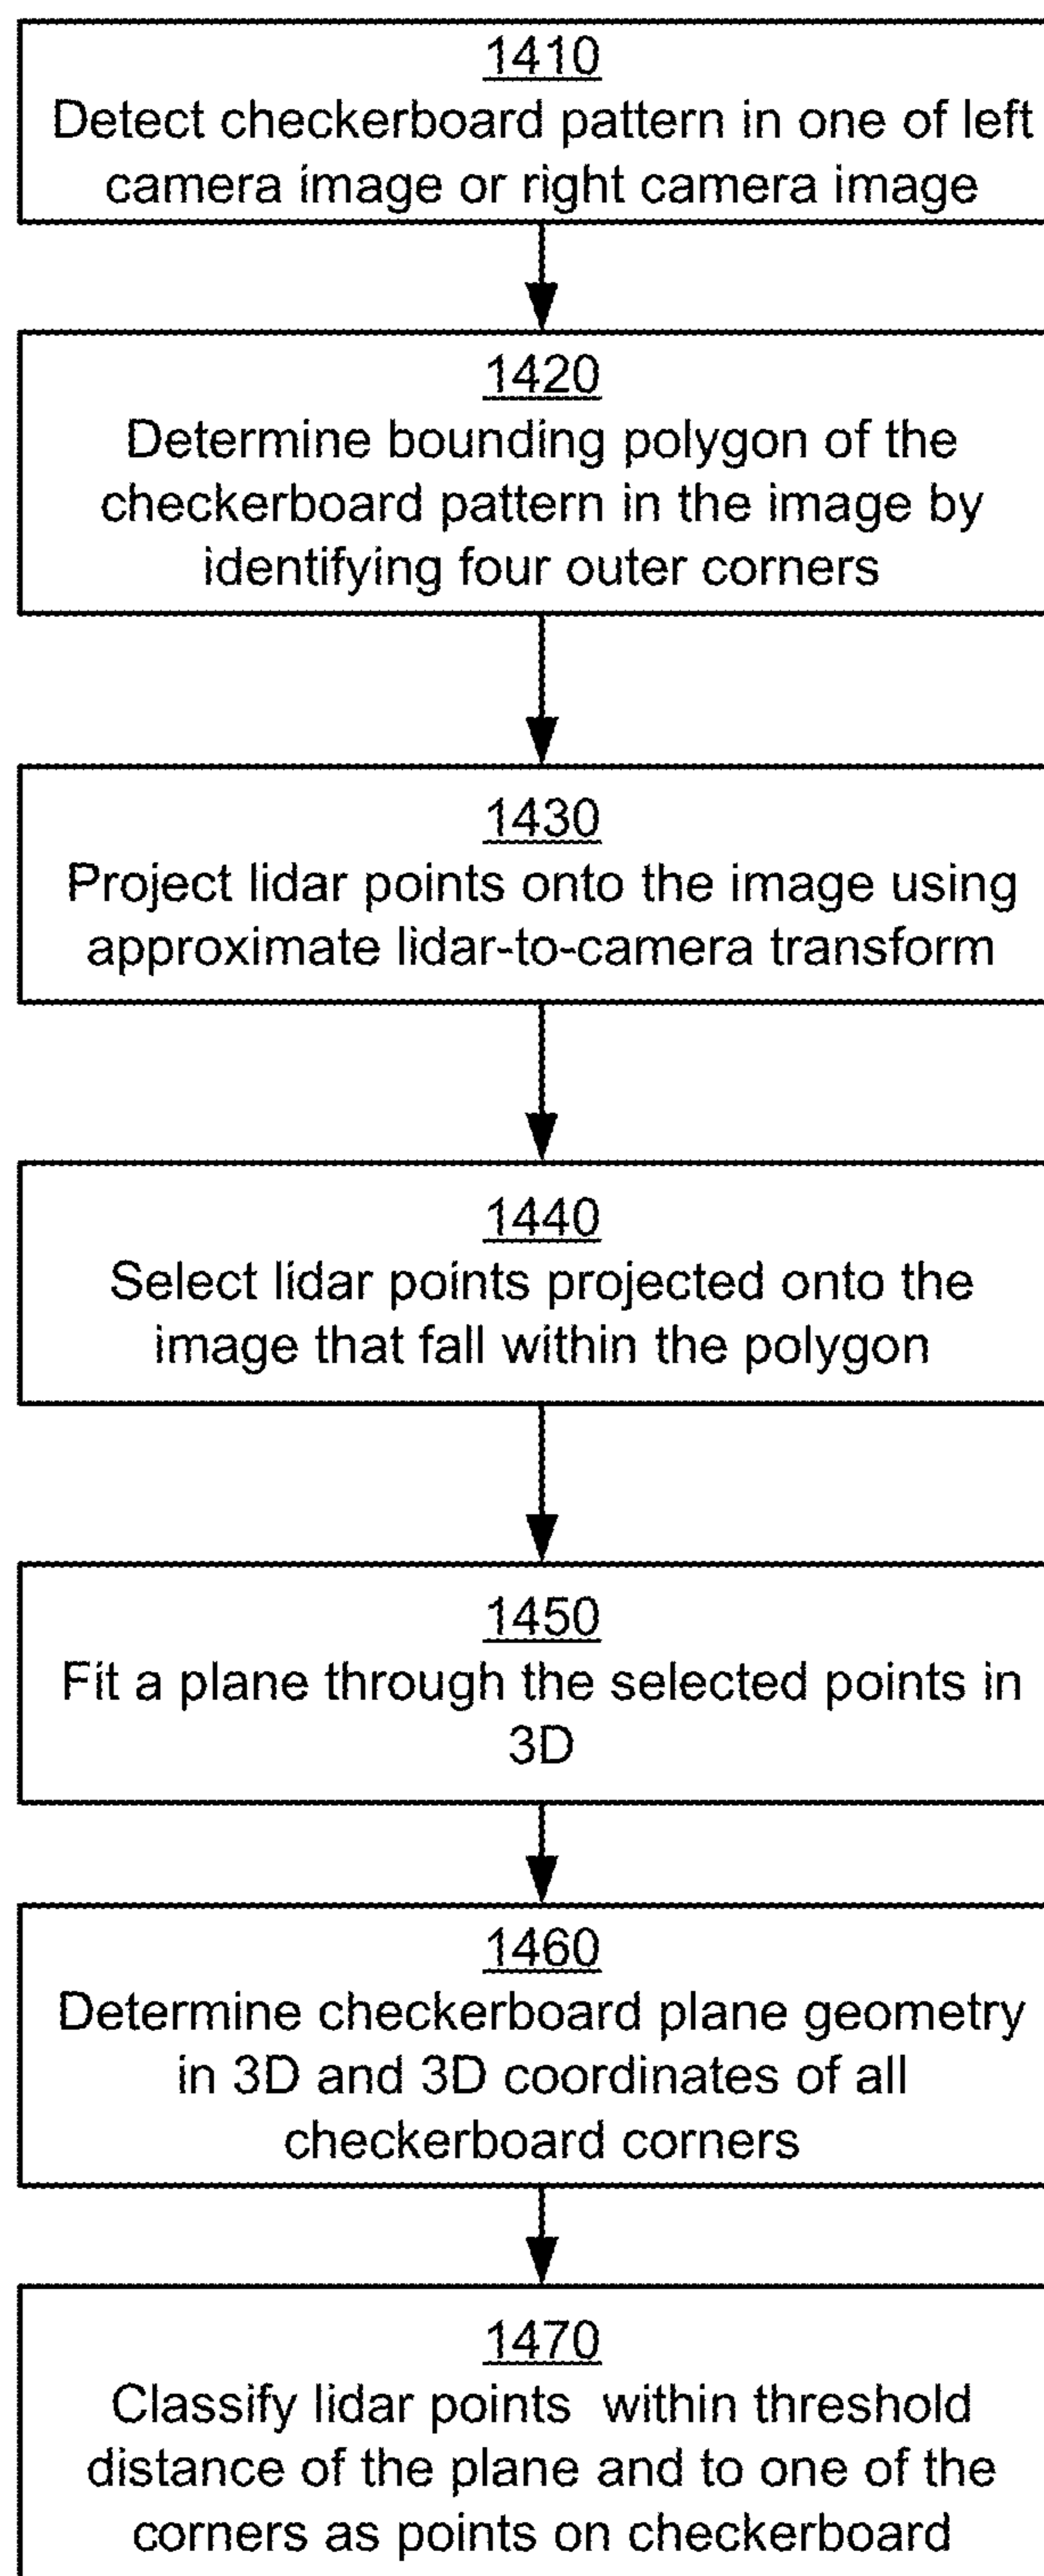 1410
Detect checkerboard pattern in one of left
camera image or right camera image
1420
Determine bounding polygon of the
checkerboard pattern in the image by
identifying four outer corners
1430
Project lidar points onto the image using
approximate lidar-to-camera transform
1440
Select lidar points projected onto the
image that fall within the polygon
1450
Fit a plane through the selected points in
3D
1460
Determine checkerboard plane geometry
in 3D and 3D coordinates of all
checkerboard corners
1470
Classify lidar points within threshold
distance of the plane and to one of the
corners as points on checkerboard